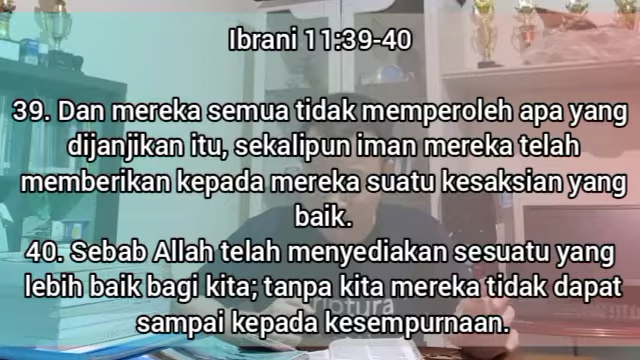 Ibrani 11:39-40
39. Dan mereka semua tidak memperoleh apa yang
dijanjikan itu, sekalipun iman mereka telah
memberikan kepada mereka suatu kesaksian yang
baik.
40. Sebab Allah telah menyediakan sesuatu yang
lebih baik bagi kita; tanpa kita mereka tidak dapat
sampai kepada kesempurnaan.